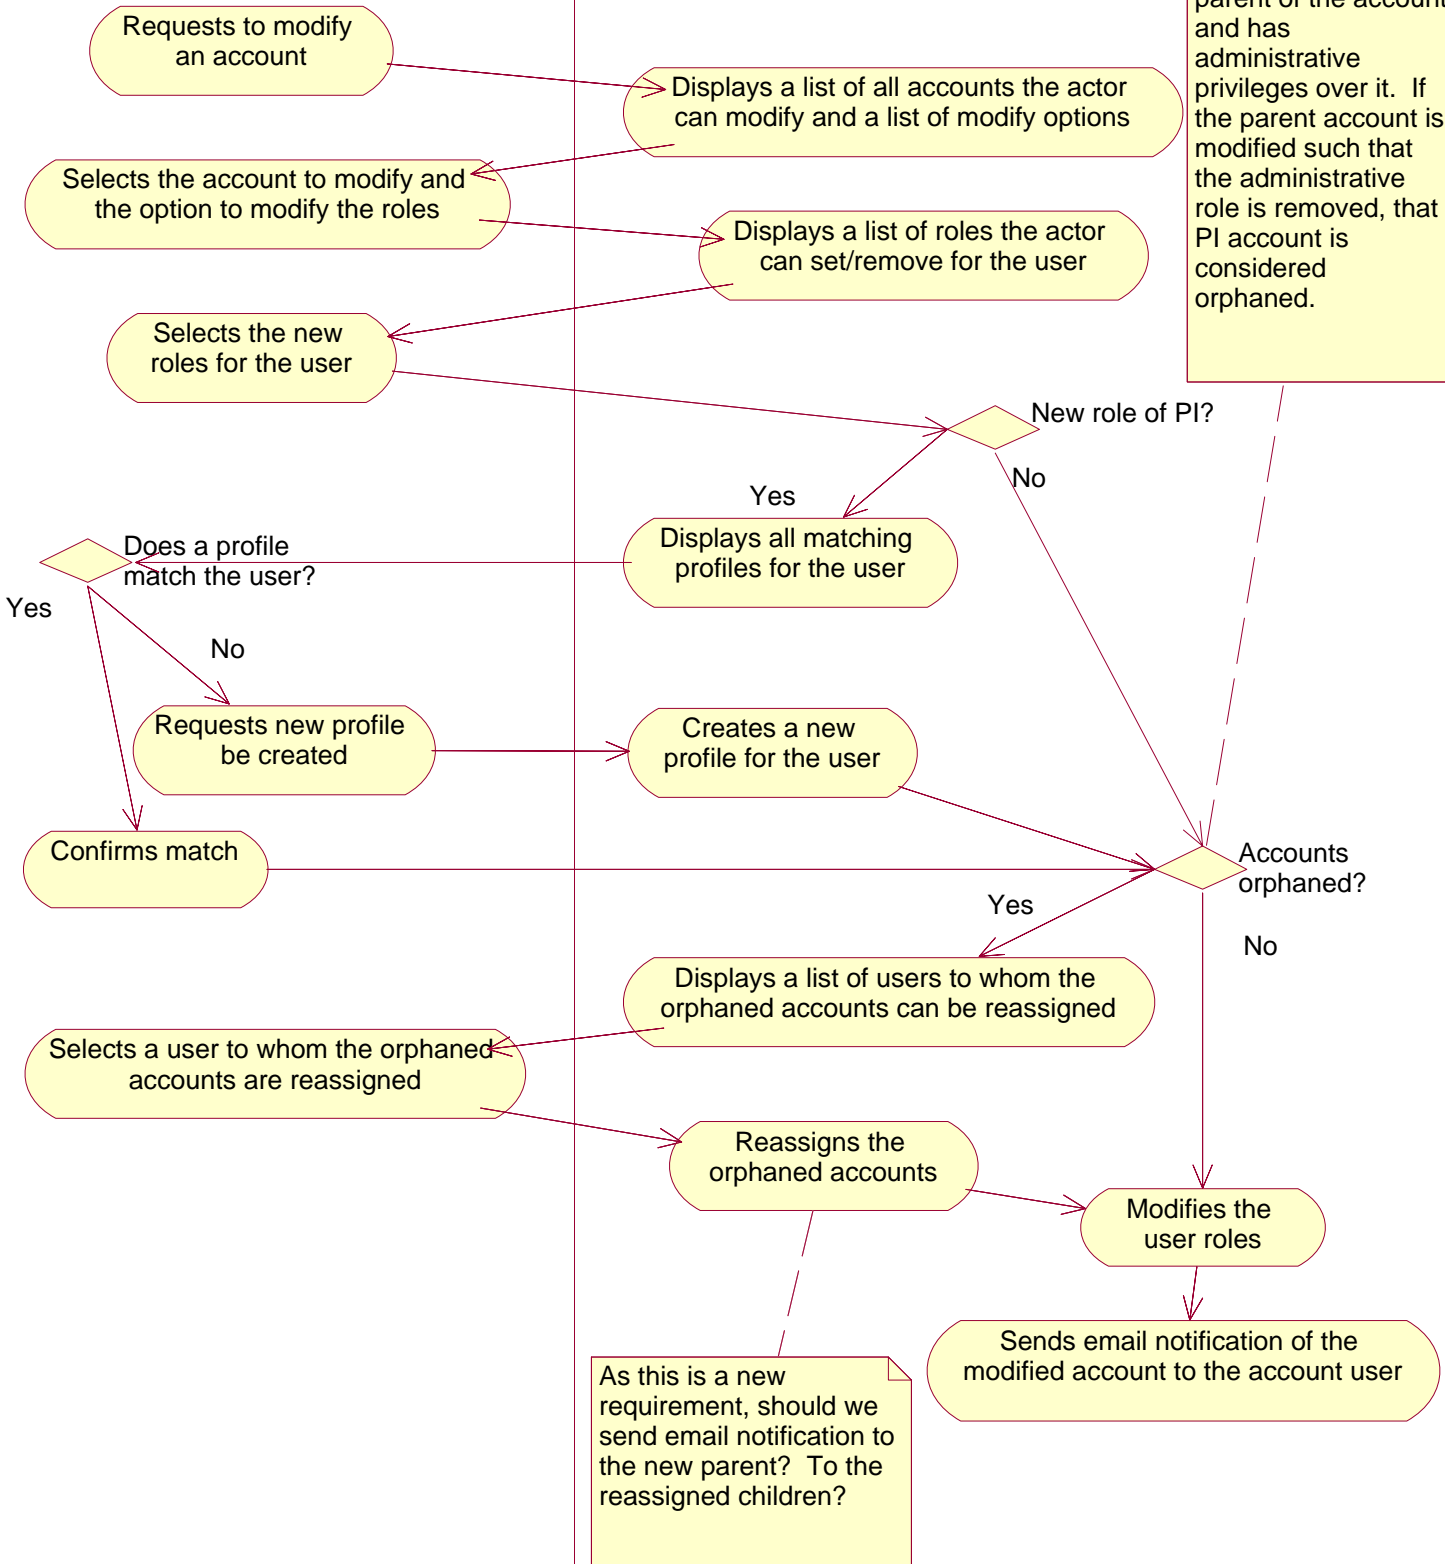 parent of the account
and has
administrative
privileges over it.  If
the parent account is
modified such that
the administrative
role is removed, that
PI account is
considered
orphaned.
Requests to modify
an account
Displays a list of all accounts the actor
can modify and a list of modify options
Selects the account to modify and
the option to modify the roles
Displays a list of roles the actor
can set/remove for the user
Selects the new
roles for the user
New role of PI?
No
Yes
Displays all matching
profiles for the user
Does a profile
match the user?
Yes
No
Requests new profile
be created
Creates a new
profile for the user
Confirms match
Accounts
orphaned?
Yes
No
Displays a list of users to whom the
orphaned accounts can be reassigned
Selects a user to whom the orphaned
accounts are reassigned
Reassigns the
orphaned accounts
Modifies the
user roles
Sends email notification of the
modified account to the account user
As this is a new
requirement, should we
send email notification to
the new parent?  To the
reassigned children?